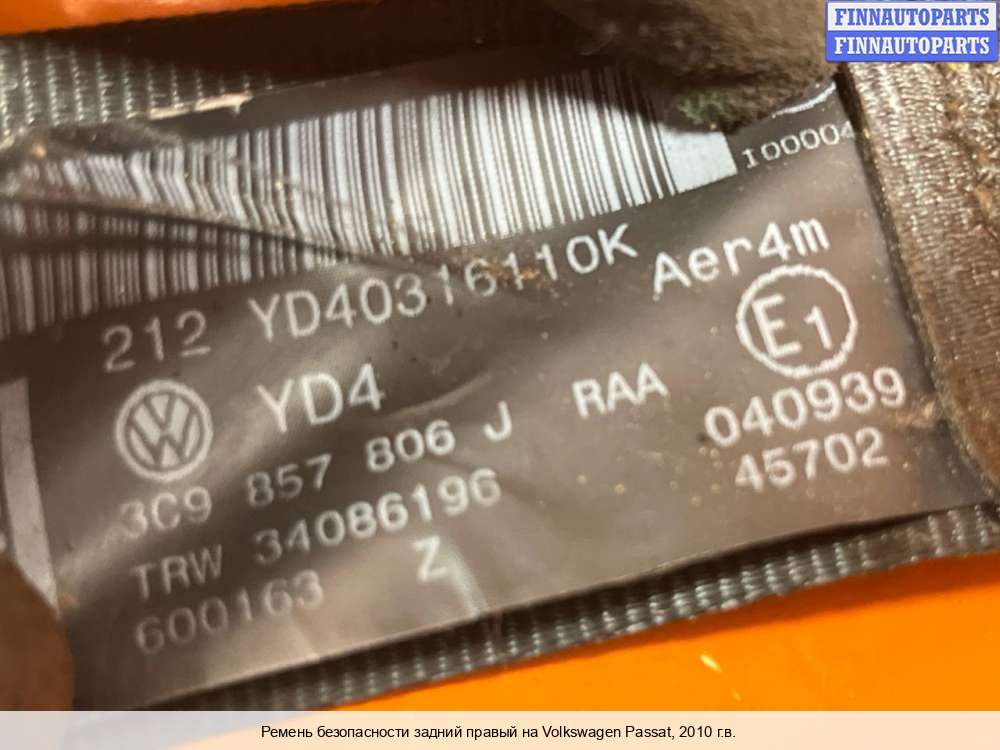 FINNAUTOPARTS
FINNAUTOPARTS
I00004
212 YD40316110K Aer4m
YD4
E1
3C9 857 806 J RAA
040939
TRW 34086196
45702
600163 Z
Ремень безопасности задний правый на Volkswagen Passat, 2010 г.в.